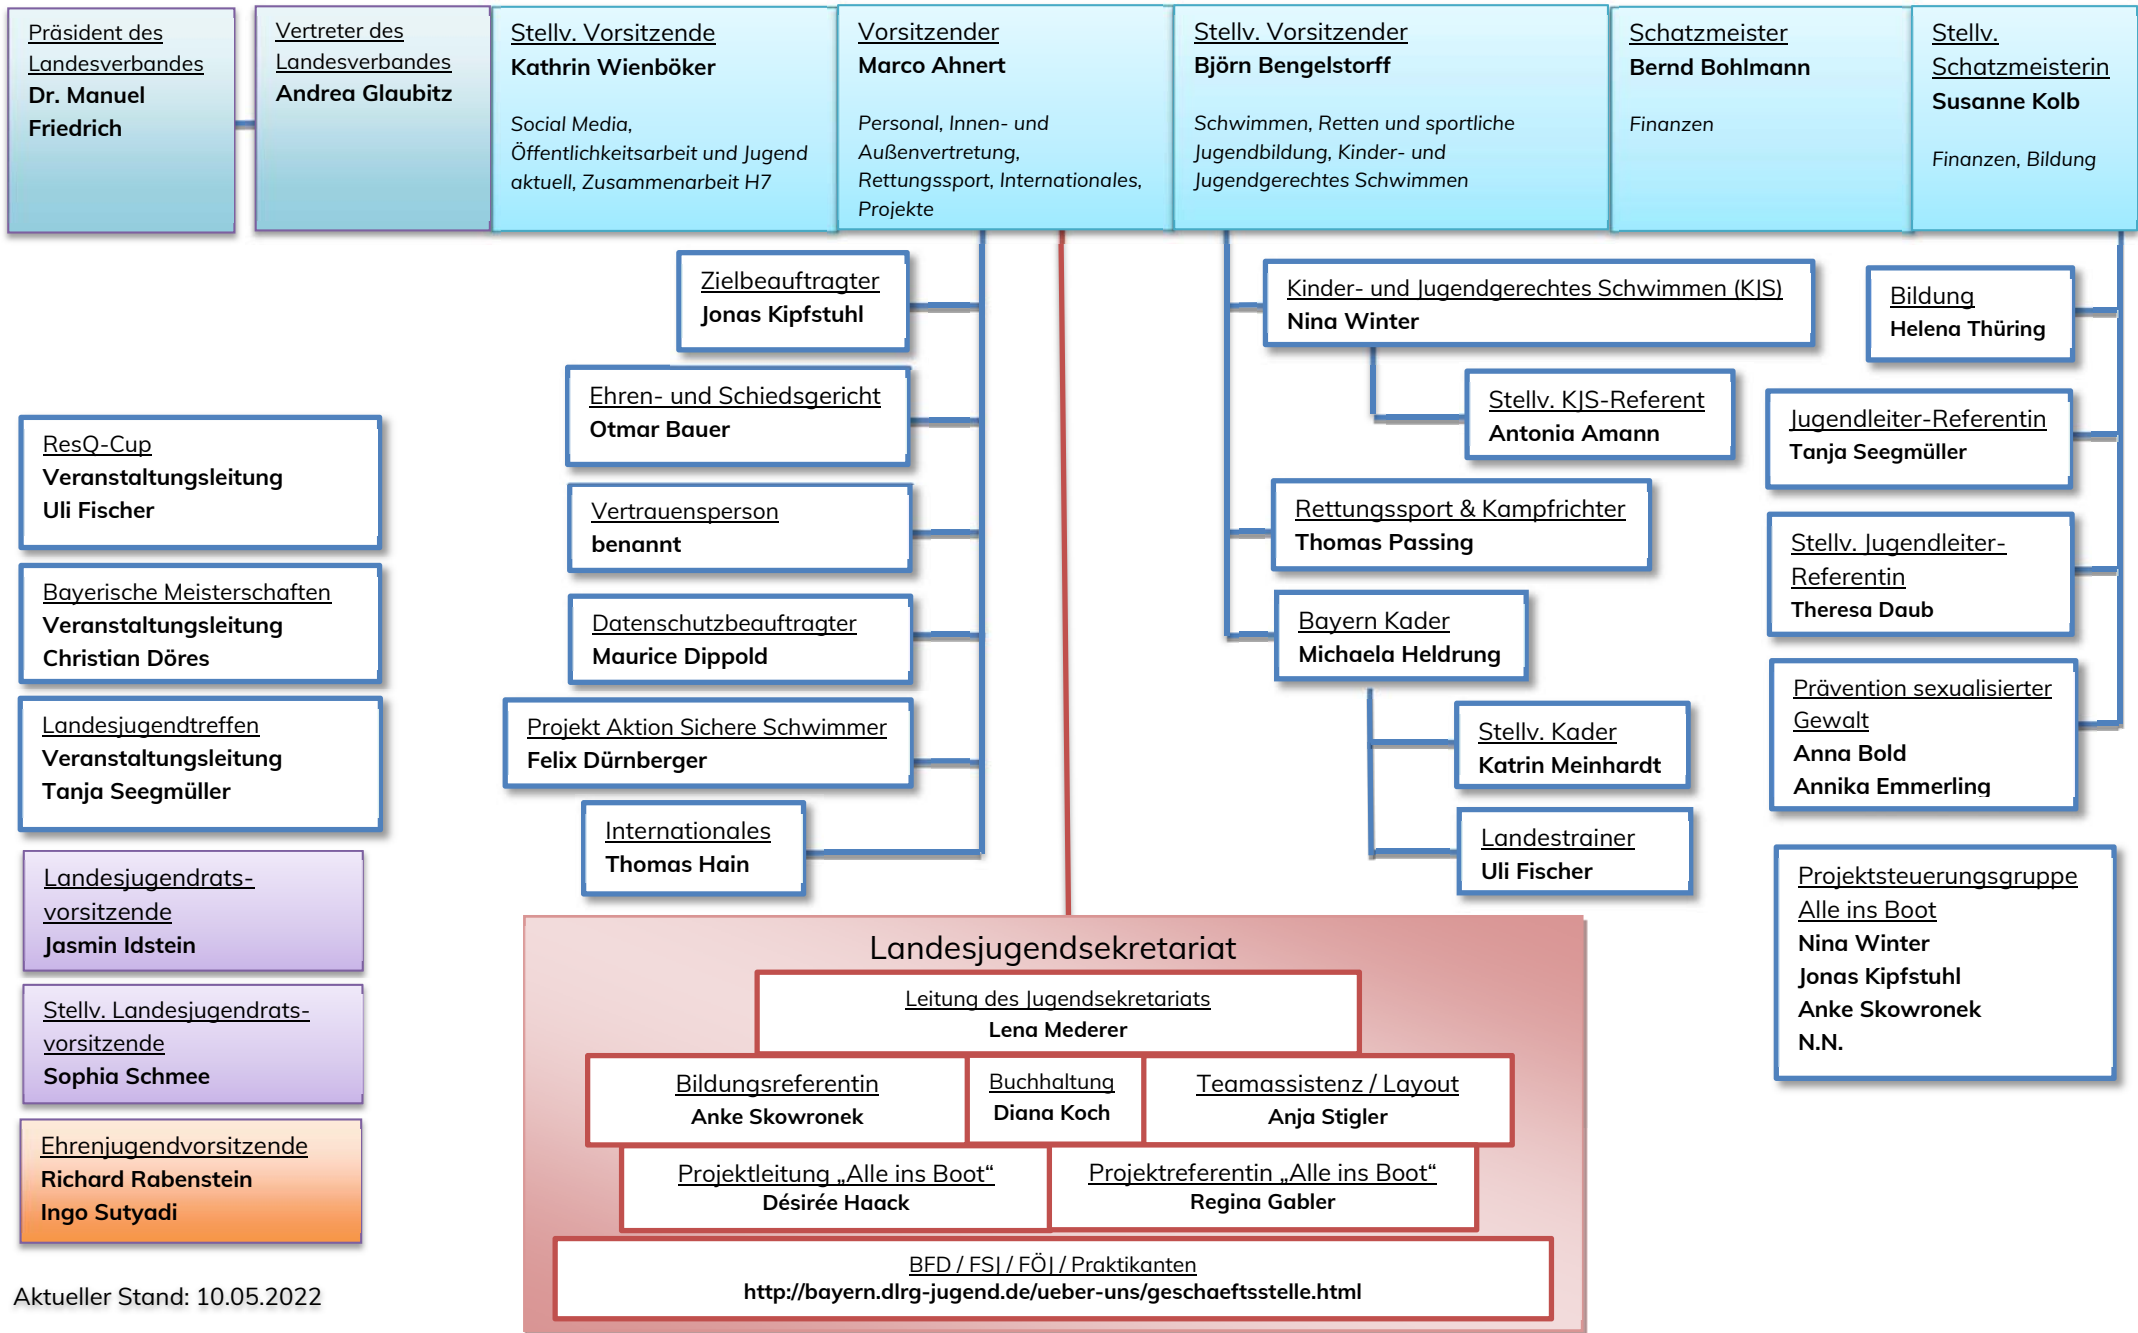 Präsident des
Landesverbandes
Dr. Manuel
Friedrich
Vertreter des
Landesverbandes
Andrea Glaubitz
Stellv. Vorsitzende
Kathrin Wienböker
Social Media,
Öffentlichkeitsarbeit und Jugend
aktuell, Zusammenarbeit H7
Vorsitzender
Marco Ahnert
Personal, Innen- und
Außenvertretung,
Rettungssport, Internationales,
Projekte
Stellv. Vorsitzender
Björn Bengelstorff
Schwimmen, Retten und sportliche
Jugendbildung, Kinder- und
Jugendgerechtes Schwimmen
Schatzmeister
Bernd Bohlmann
Finanzen
Stellv.
Schatzmeisterin
Susanne Kolb
Finanzen, Bildung
Zielbeauftragter
Jonas Kipfstuhl
Ehren- und Schiedsgericht
Otmar Bauer
Vertrauensperson
benannt
Datenschutzbeauftragter
Maurice Dippold
Projekt Aktion Sichere Schwimmer
Felix Dürnberger
Internationales
Thomas Hain
Kinder- und Jugendgerechtes Schwimmen (KJS)
Nina Winter
Stellv. KJS-Referent
Antonia Amann
Rettungssport & Kampfrichter
Thomas Passing
Bayern Kader
Michaela Heldrung
Stellv. Kader
Katrin Meinhardt
Landestrainer
Uli Fischer
Bildung
Helena Thüring
Jugendleiter-Referentin
Tanja Seegmüller
Stellv. Jugendleiter-
Referentin
Theresa Daub
Prävention sexualisierter
Gewalt
Anna Bold
Annika Emmerling
Projektsteuerungsgruppe
Alle ins Boot
Nina Winter
Jonas Kipfstuhl
Anke Skowronek
N.N.
ResQ-Cup
Veranstaltungsleitung
Uli Fischer
Bayerische Meisterschaften
Veranstaltungsleitung
Christian Döres
Landesjugendtreffen
Veranstaltungsleitung
Tanja Seegmüller
Landesjugendrats-
vorsitzende
Jasmin Idstein
Stellv. Landesjugendrats-
vorsitzende
Sophia Schmee
Ehrenjugendvorsitzende
Richard Rabenstein
Ingo Sutyadi
Landesjugendsekretariat
Leitung des Jugendsekretariats
Lena Mederer
Bildungsreferentin
Anke Skowronek
Buchhaltung
Diana Koch
Teamassistenz / Layout
Anja Stigler
Projektleitung „Alle ins Boot“
Désirée Haack
Projektreferentin „Alle ins Boot“
Regina Gabler
BFD / FSJ / FÖJ / Praktikanten
http://bayern.dlrg-jugend.de/ueber-uns/geschaeftsstelle.html
Aktueller Stand: 10.05.2022